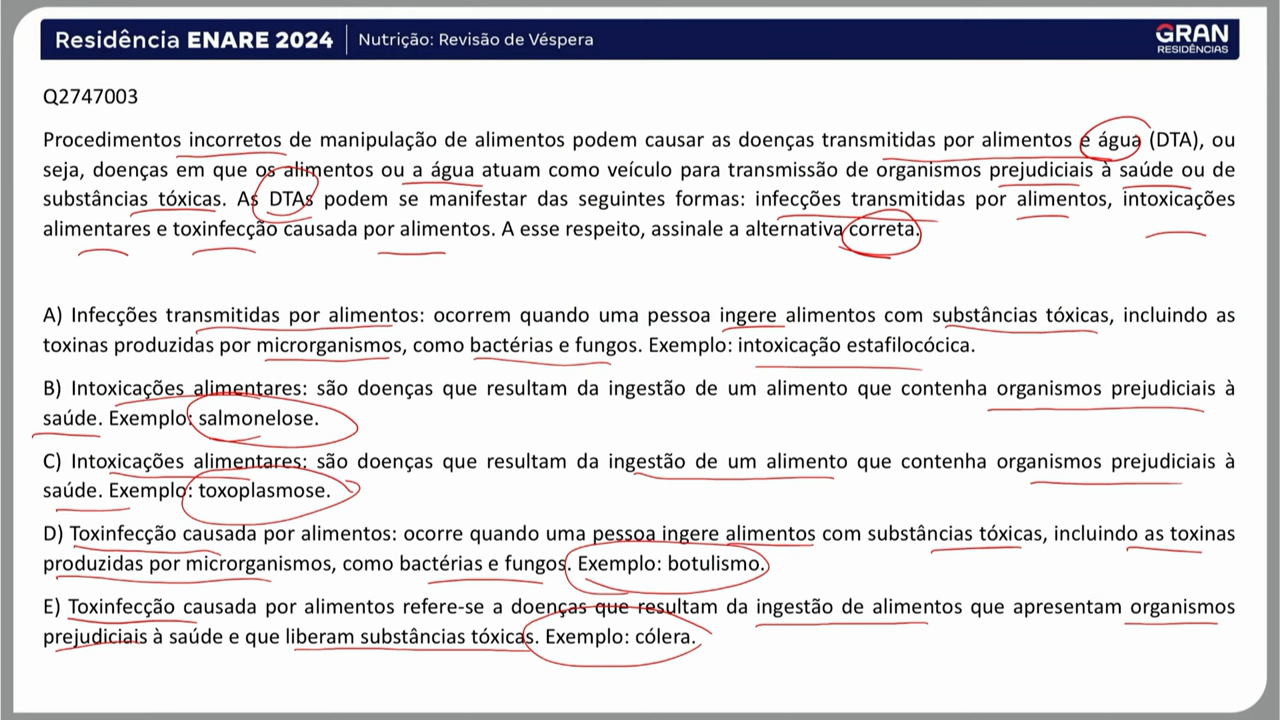 Residência ENARE 2024 | Nutrição: Revisão de Véspera
GRAN
RESIDÊNCIAS
Q2747003
Procedimentos incorretos de manipulação de alimentos podem causar as doenças transmitidas por alimentos e água (DTA), ou
seja, doenças em que os alimentos ou a água atuam como veículo para transmissão de organismos prejudiciais à saúde ou de
substâncias tóxicas. As DTAs podem se manifestar das seguintes formas: infecções transmitidas por alimentos, intoxicações
alimentares e toxinfecção causada por alimentos. A esse respeito, assinale a alternativa correta.
A) Infecções transmitidas por alimentos: ocorrem quando uma pessoa ingere alimentos com substâncias tóxicas, incluindo as
toxinas produzidas por microrganismos, como bactérias e fungos. Exemplo: intoxicação estafilocócica.
B) Intoxicações alimentares: são doenças que resultam da ingestão de um alimento que contenha organismos prejudiciais à
saúde. Exemplo: salmonelose.
C) Intoxicações alimentares: são doenças que resultam da ingestão de um alimento que contenha organismos prejudiciais à
saúde. Exemplo: toxoplasmose.
D) Toxinfecção causada por alimentos: ocorre quando uma pessoa ingere alimentos com substâncias tóxicas, incluindo as toxinas
produzidas por microrganismos, como bactérias e fungos. Exemplo: botulismo.
E) Toxinfecção causada por alimentos refere-se a doenças que resultam da ingestão de alimentos que apresentam organismos
prejudiciais à saúde e que liberam substâncias tóxicas. Exemplo: cólera.